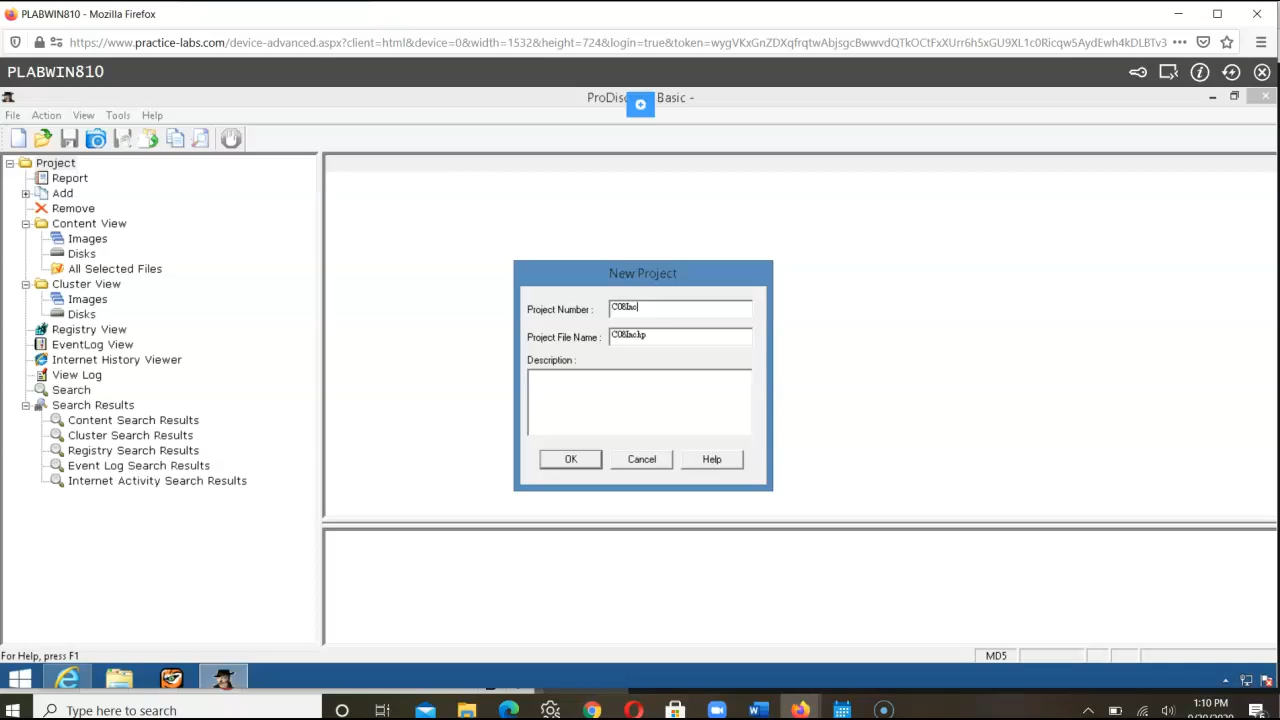 PLABWIN810 - Mozilla Firefox
https://www.practice-labs.com/device-advanced.aspx?client=html&device=0&width=1532&height=724&login=true&token=wygVKxGnZDXqfrqtwAbjsgcBwwvdQTkOCtFxXUrr6h5xGU9XL1c0Ricqw5AydEwh4kDLBTv3
PLABWIN810
ProDisc Basic -
File Action View Tools Help
Project
Report
Add
Remove
Content View
Images
Disks
All Selected Files
Cluster View
Images
Disks
Registry View
EventLog View
Internet History Viewer
View Log
Search
Search Results
Content Search Results
Cluster Search Results
Registry Search Results
Event Log Search Results
Internet Activity Search Results
New Project
Project Number :
Project File Name :
Description :
OK Cancel Help
For Help, press F1
MD5
Type here to search
1:10 PM